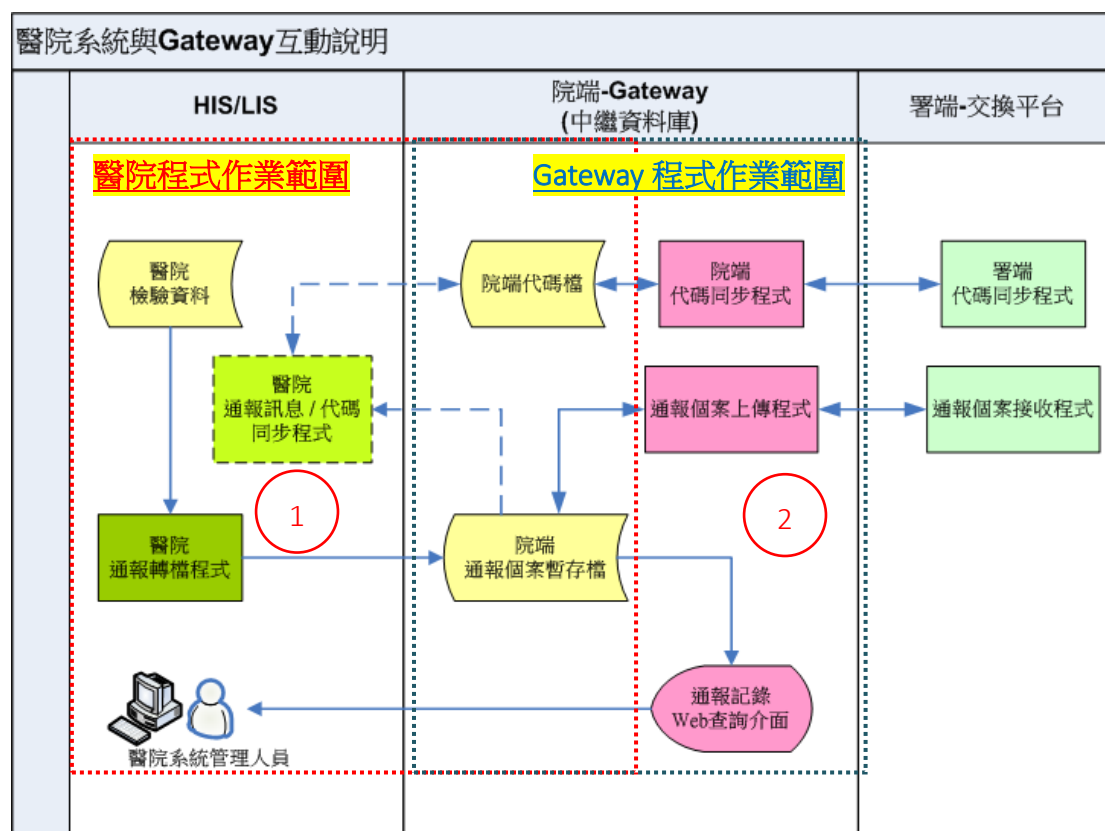 醫院系統與Gateway互動說明
HIS/LIS
院端-Gateway
(中繼資料庫)
署端-交換平台
醫院程式作業範圍
Gateway 程式作業範圍
醫院
檢驗資料
院端代碼檔
院端
代碼同步程式
署端
代碼同步程式
醫院
通報訊息 / 代碼
同步程式
通報個案上傳程式
通報個案接收程式
1
2
醫院
通報轉檔程式
院端
通報個案暫存檔
通報記錄
Web查詢介面
醫院系統管理人員